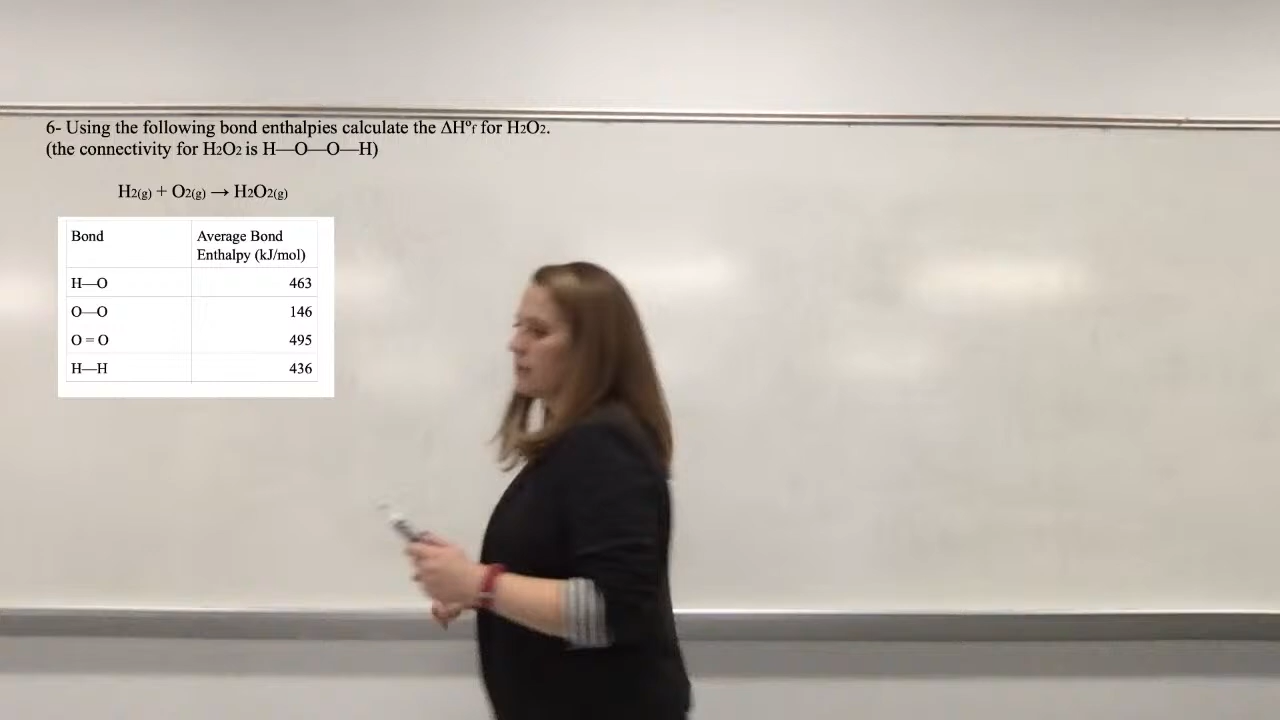 6- Using the following bond enthalpies calculate the ΔH°f for H2O2.
(the connectivity for H2O2 is H—O—O—H)
H2(g) + O2(g) → H2O2(g)
Bond Average Bond
Enthalpy (kJ/mol)
H—O 463
O—O 146
O = O 495
H—H 436